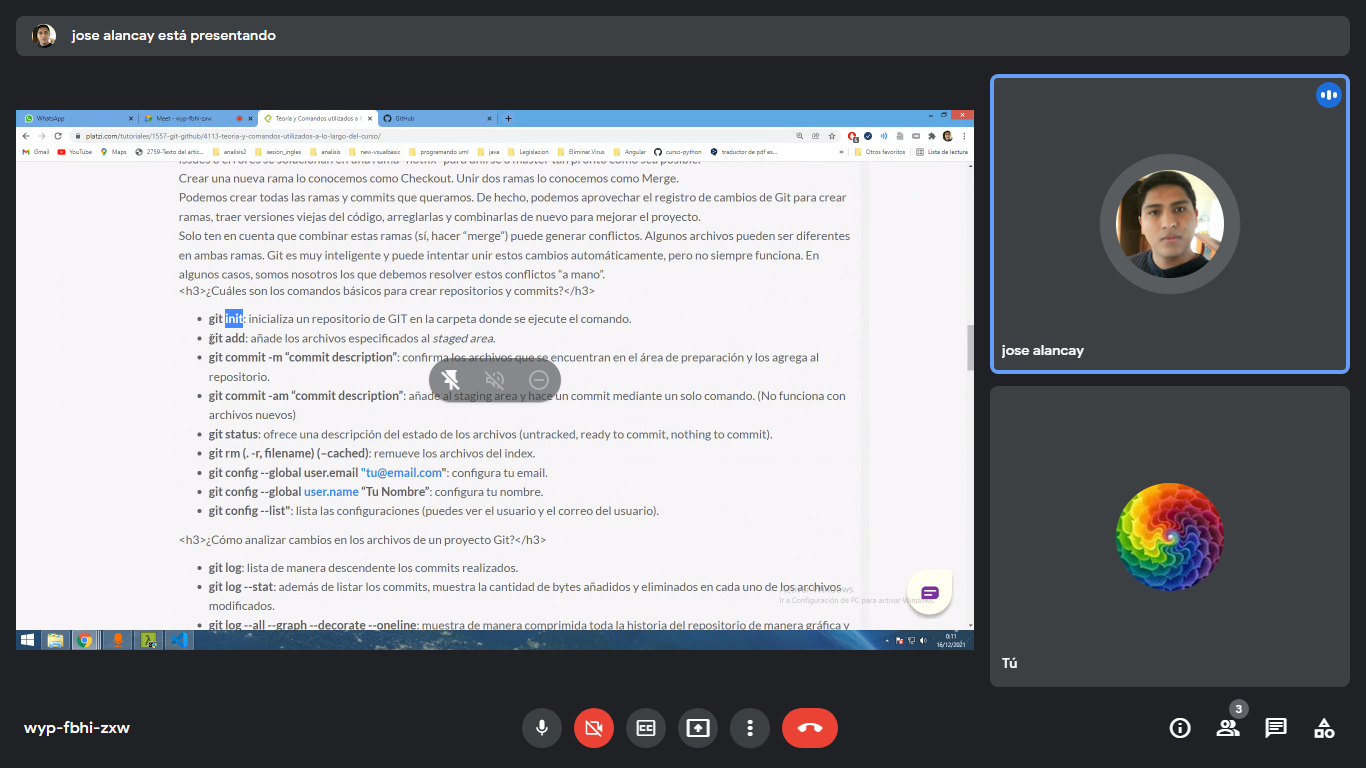 jose alancay está presentando
WhatsApp
Meet - wyp-fbhi-zxw
Teoría y Comandos utilizados a l
GitHub
platzi.com/tutoriales/1557-git-github/4113-teoria-y-comandos-utilizados-a-lo-largo-del-curso/
Gmail
YouTube
Maps
2759-Texto del artíc...
analisis2
sesion_ingles
analisis
new-visualbasic
programando uml
java
Legislacion
Eliminar.Virus
Angular
curso-python
traductor de pdf es...
»
Otros favoritos
Lista de lectura
Crear una nueva rama lo conocemos como Checkout. Unir dos ramas lo conocemos como Merge.
Podemos crear todas las ramas y commits que queramos. De hecho, podemos aprovechar el registro de cambios de Git para crear
ramas, traer versiones viejas del código, arreglarlas y combinarlas de nuevo para mejorar el proyecto.
Solo ten en cuenta que combinar estas ramas (sí, hacer “merge”) puede generar conflictos. Algunos archivos pueden ser diferentes
en ambas ramas. Git es muy inteligente y puede intentar unir estos cambios automáticamente, pero no siempre funciona. En
algunos casos, somos nosotros los que debemos resolver estos conflictos “a mano”.
<h3>¿Cuáles son los comandos básicos para crear repositorios y commits?</h3>
• git init: inicializa un repositorio de GIT en la carpeta donde se ejecute el comando.
• git add: añade los archivos especificados al staged area.
• git commit -m “commit description”: confirma los archivos que se encuentran en el área de preparación y los agrega al
repositorio.
• git commit -am “commit description”: añade al staging area y hace un commit mediante un solo comando. (No funciona con
archivos nuevos)
• git status: ofrece una descripción del estado de los archivos (untracked, ready to commit, nothing to commit).
• git rm (. -r, filename) (–cached): remueve los archivos del index.
• git config --global user.email "tu@email.com": configura tu email.
• git config --global user.name “Tu Nombre”: configura tu nombre.
• git config --list": lista las configuraciones (puedes ver el usuario y el correo del usuario).
<h3>¿Cómo analizar cambios en los archivos de un proyecto Git?</h3>
• git log: lista de manera descendente los commits realizados.
• git log --stat: además de listar los commits, muestra la cantidad de bytes añadidos y eliminados en cada uno de los archivos
modificados.
• git log --all --graph --decorate --oneline: muestra de manera comprimida toda la historia del repositorio de manera gráfica y
Activar Windows
Ir a Configuración de PC para activar Windows.
0:11
16/12/2021
jose alancay
Tú
wyp-fbhi-zxw
3